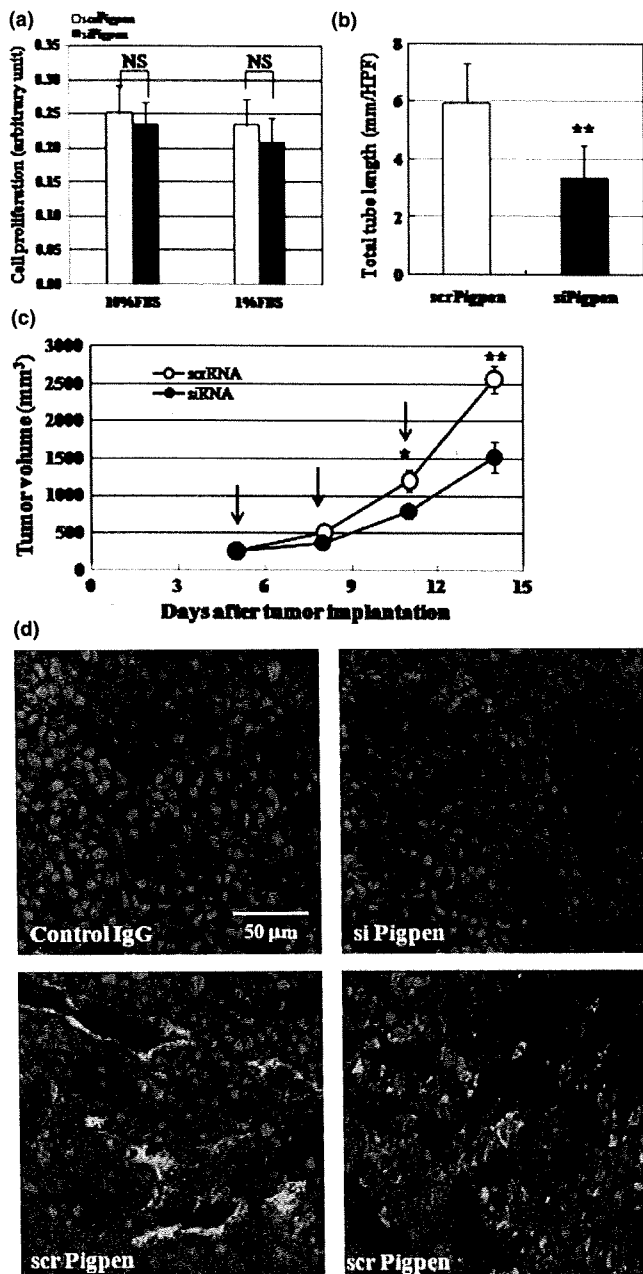 (a)
scrPigpen
siPigpen
Cell proliferation (arbitrary unit)
0.35
0.30
0.25
0.20
0.15
0.10
0.05
0.00
NS
NS
10%FBS
1%FBS
(b)
Total tube length (mm/HPF)
8
6
4
2
0
**
scrPigpen
siPigpen
(c)
Tumor volume (mm³)
3000
2500
2000
1500
1000
500
0
scrRNA
siRNA
*
**
0
3
6
9
12
15
Days after tumor implantation
(d)
Control IgG
50 μm
si Pigpen
scr Pigpen
scr Pigpen